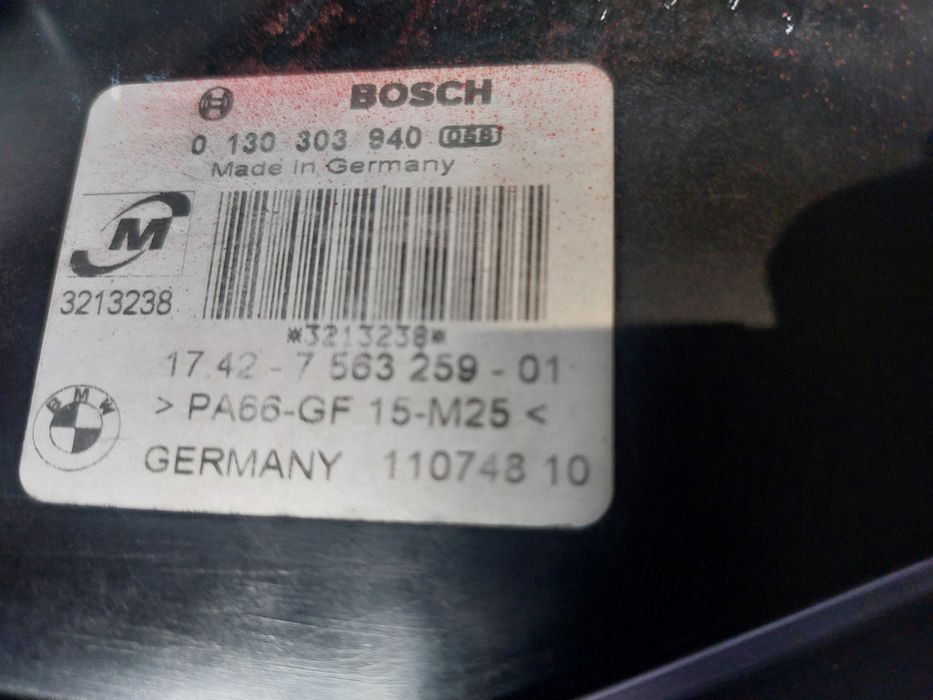 BOSCH
0 130 303 940 058
Made in Germany
M
3213238
*3213238*
17.42 - 7 563 259 - 01
BMW
> PA66-GF 15-M25 <
GERMANY 110748 10